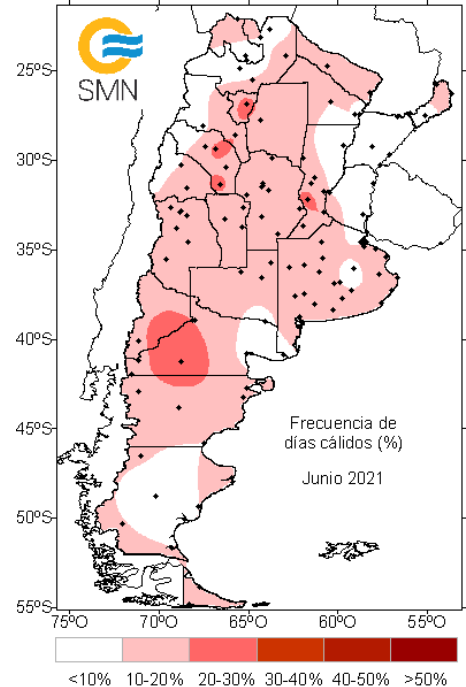 SMN
25ºS
30ºS
35ºS
40ºS
45ºS
50ºS
55ºS
Frecuencia de
días cálidos (%)
Junio 2021
75ºO 70ºO 65ºO 60ºO 55ºO
<10% 10-20% 20-30% 30-40% 40-50% >50%